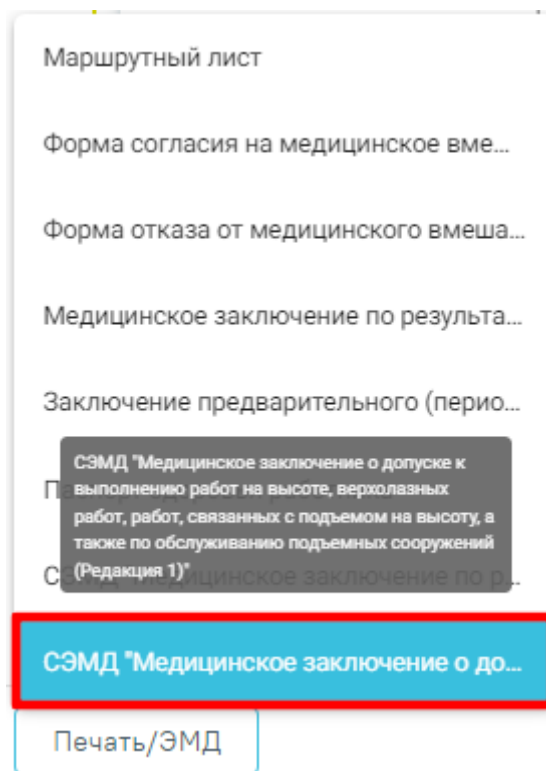 Маршрутный лист
Форма согласия на медицинское вме...
Форма отказа от медицинского вмеша...
Медицинское заключение по результа...
Заключение предварительного (перио...
СЭМД "Медицинское заключение о допуске к
выполнению работ на высоте, верхолазных
работ, работ, связанных с подъемом на высоту, а
также по обслуживанию подъемных сооружений
(Редакция 1)"
СЭМД "Медицинское заключение по р...
СЭМД "Медицинское заключение о до...
Печать/ЭМД